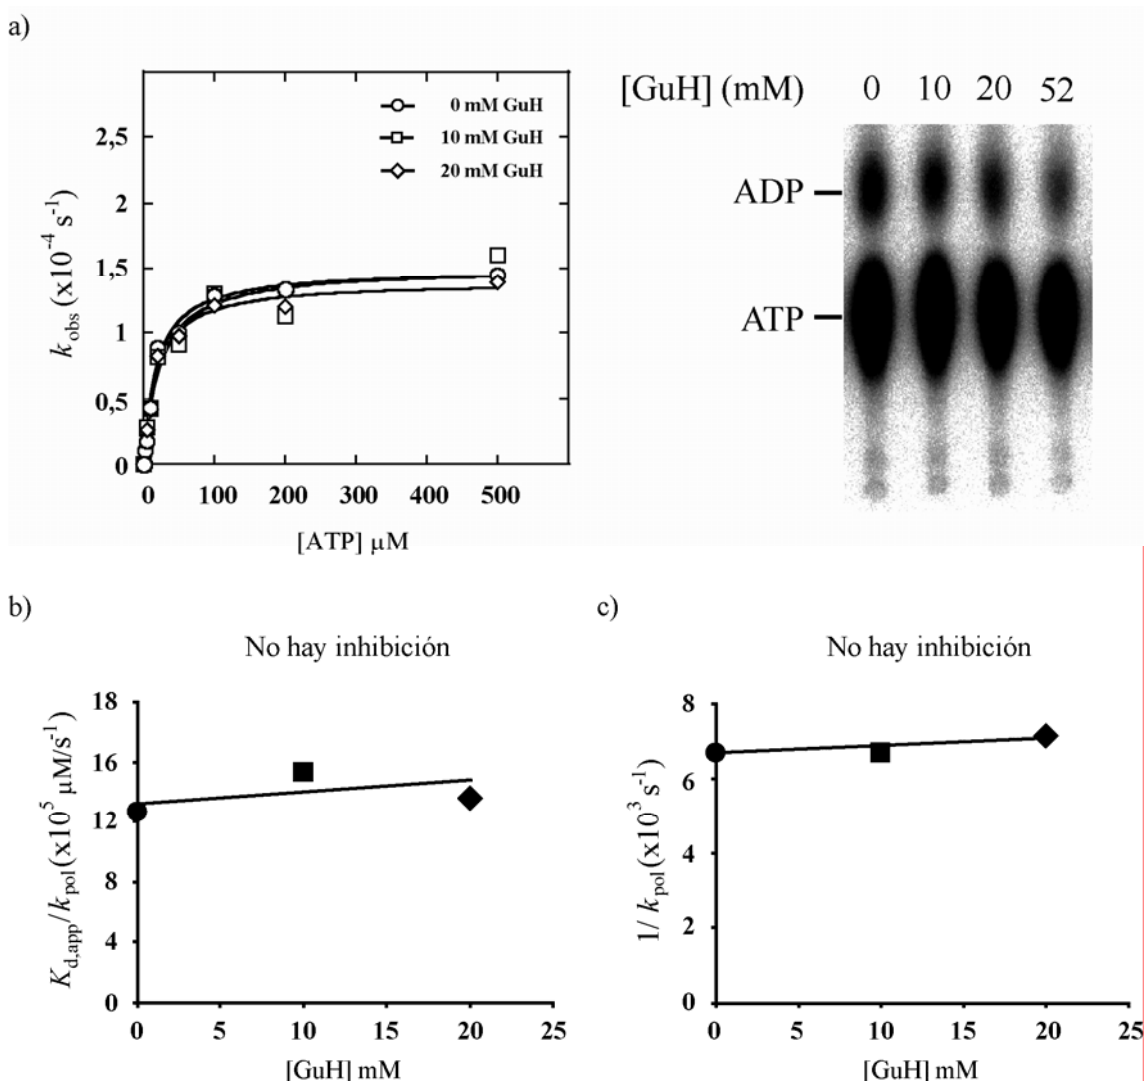 a)
[GuH] (mM) 0 10 20 52
0 mM GuH
10 mM GuH
20 mM GuH
2,5
2
1,5
1
0,5
0
k_obs (x10⁻⁴ s⁻¹)
0 100 200 300 400 500
[ATP] µM
ADP
ATP
b)
No hay inhibición
18
16
12
8
4
0
K_d,app/k_pol (x10⁵ µM/s⁻¹)
0 5 10 15 20 25
[GuH] mM
c)
No hay inhibición
8
6
4
2
0
1/ k_pol (x10³ s⁻¹)
0 5 10 15 20 25
[GuH] mM